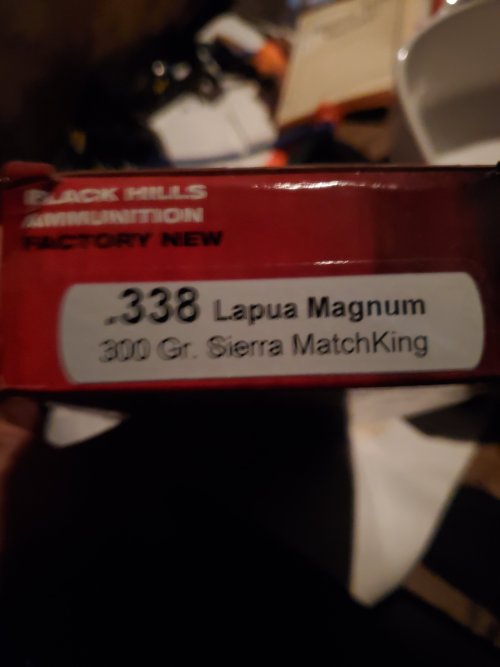 BLACK HILLS
AMMUNITION
FACTORY NEW
.338 Lapua Magnum
300 Gr. Sierra MatchKing